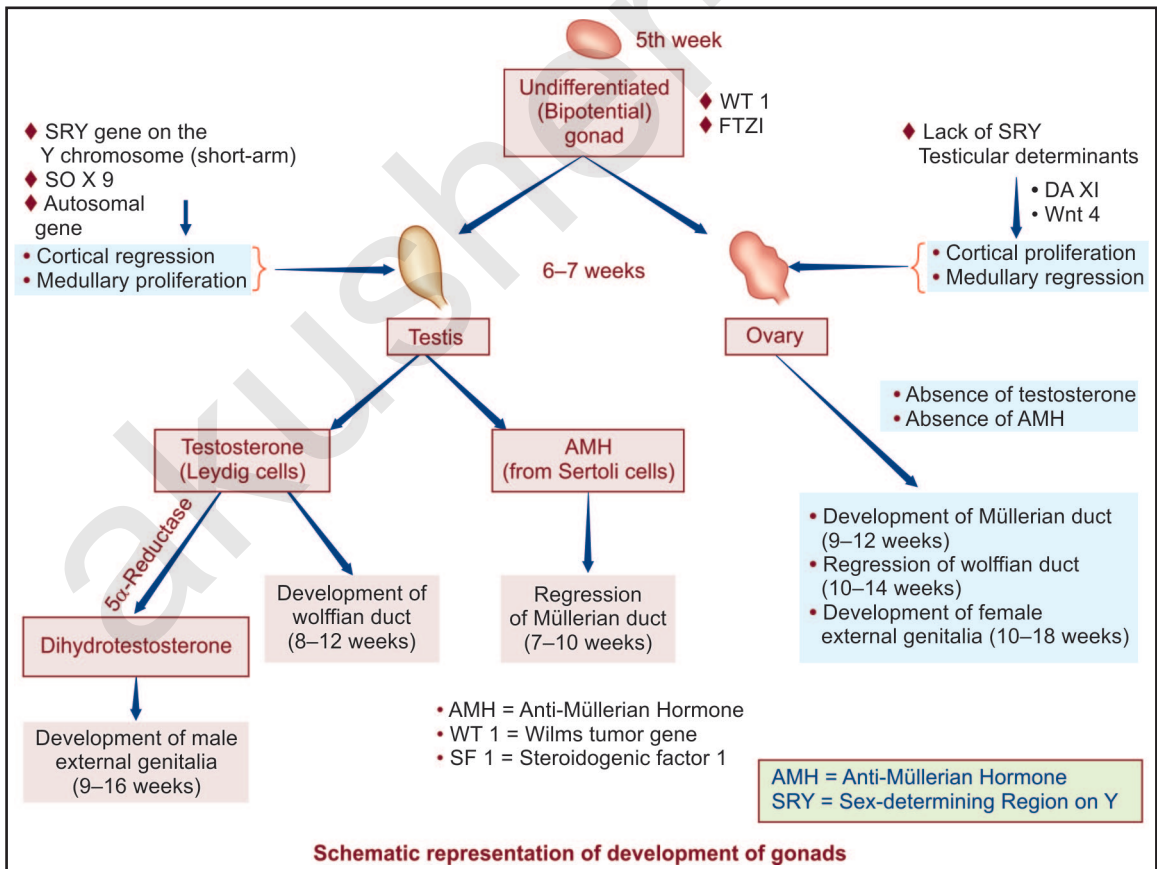 5th week
Undifferentiated
(Bipotential)
gonad
♦ WT 1
♦ FTZI
♦ SRY gene on the
Y chromosome (short-arm)
♦ SO X 9
♦ Autosomal
gene
• Cortical regression
• Medullary proliferation
♦ Lack of SRY
Testicular determinants
• DA XI
• Wnt 4
• Cortical proliferation
• Medullary regression
6–7 weeks
Testis
Ovary
• Absence of testosterone
• Absence of AMH
Testosterone
(Leydig cells)
AMH
(from Sertoli cells)
5α-Reductase
Dihydrotestosterone
Development of
wolffian duct
(8–12 weeks)
Regression
of Müllerian duct
(7–10 weeks)
• Development of Müllerian duct
(9–12 weeks)
• Regression of wolffian duct
(10–14 weeks)
• Development of female
external genitalia (10–18 weeks)
Development of male
external genitalia
(9–16 weeks)
• AMH = Anti-Müllerian Hormone
• WT 1 = Wilms tumor gene
• SF 1 = Steroidogenic factor 1
AMH = Anti-Müllerian Hormone
SRY = Sex-determining Region on Y
Schematic representation of development of gonads
akusher